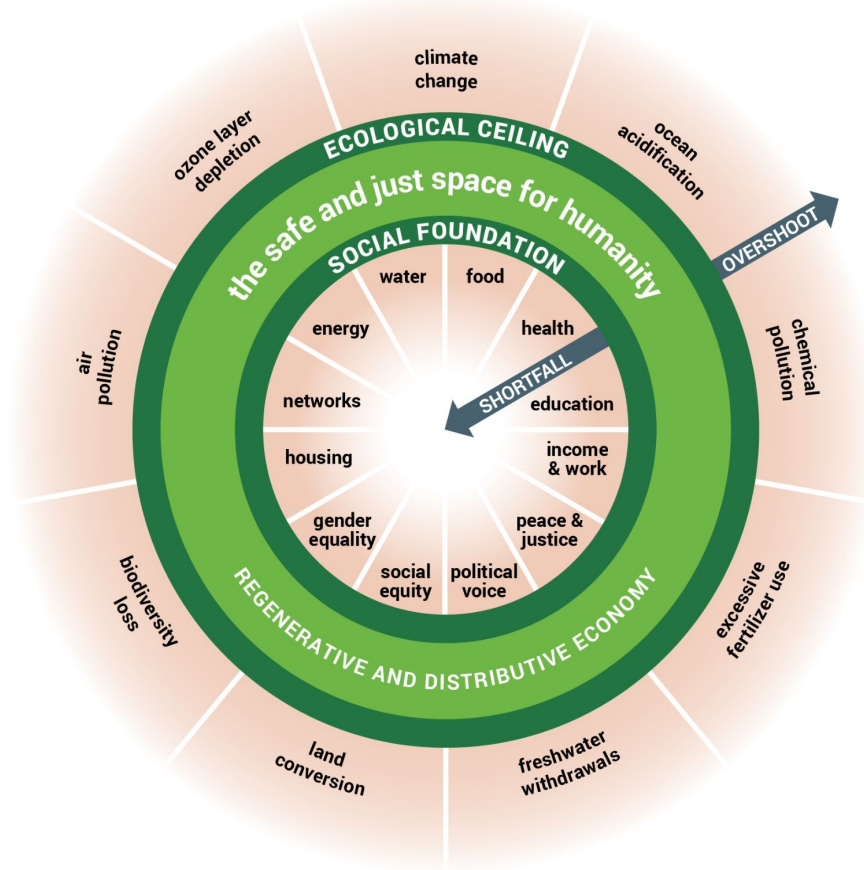 climate
change
ozone layer
depletion
ocean
acidification
ECOLOGICAL CEILING
the safe and just space for humanity
SOCIAL FOUNDATION
OVERSHOOT
water
food
energy
health
SHORTFALL
air
pollution
chemical
pollution
networks
education
housing
income
& work
gender
equality
peace &
justice
social
equity
political
voice
biodiversity
loss
excessive
fertilizer use
REGENERATIVE AND DISTRIBUTIVE ECONOMY
land
conversion
freshwater
withdrawals